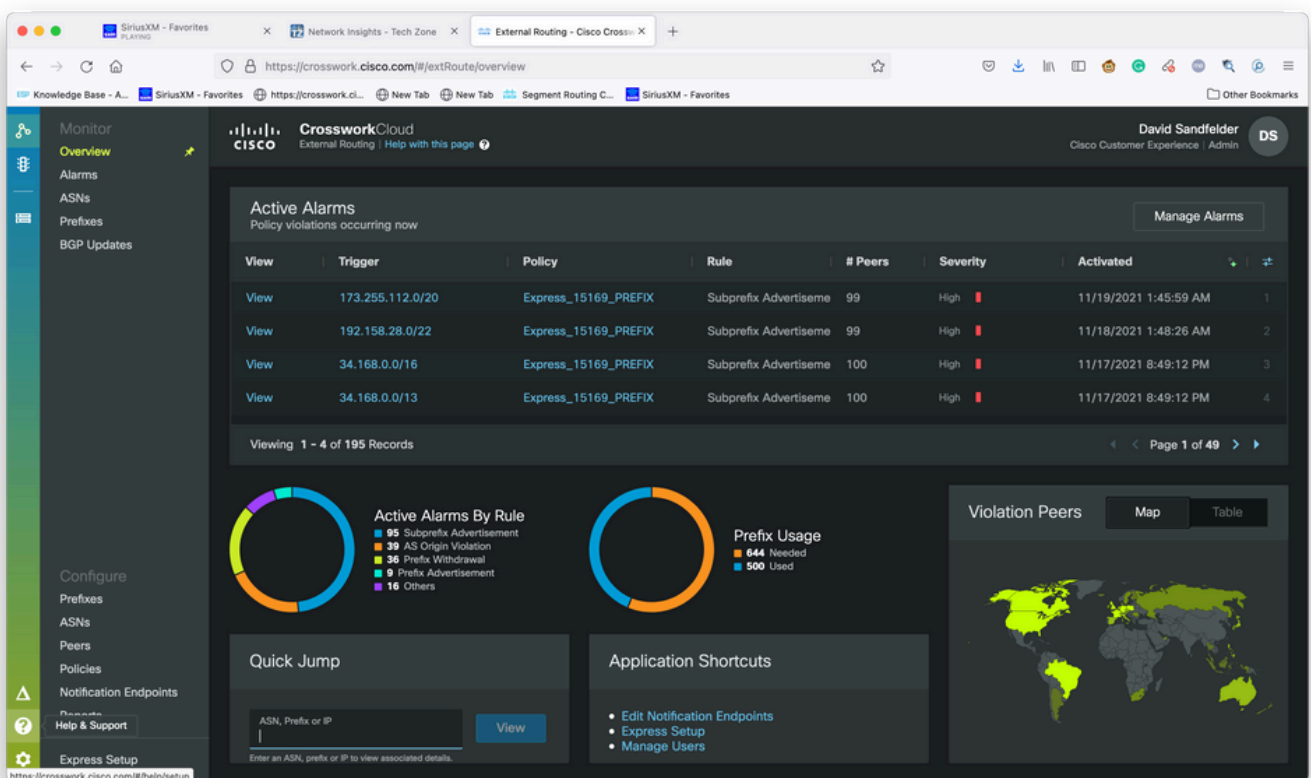 SiriusXM - Favorites
PLAYING
Network Insights - Tech Zone
External Routing - Cisco Crossw
https://crosswork.cisco.com/#/extRoute/overview
Knowledge Base - A...
SiriusXM - Favorites
https://crosswork.ci...
New Tab
New Tab
Segment Routing C...
SiriusXM - Favorites
Other Bookmarks
Monitor
Overview
Alarms
ASNs
Prefixes
BGP Updates
CISCO
CrossworkCloud
External Routing | Help with this page ?
David Sandfelder
Cisco Customer Experience | Admin
DS
Active Alarms
Policy violations occurring now
Manage Alarms
View Trigger Policy Rule # Peers Severity Activated
View 173.255.112.0/20 Express_15169_PREFIX Subprefix Advertiseme 99 High 11/19/2021 1:45:59 AM 1
View 192.158.28.0/22 Express_15169_PREFIX Subprefix Advertiseme 99 High 11/18/2021 1:48:26 AM 2
View 34.168.0.0/16 Express_15169_PREFIX Subprefix Advertiseme 100 High 11/17/2021 8:49:12 PM 3
View 34.168.0.0/13 Express_15169_PREFIX Subprefix Advertiseme 100 High 11/17/2021 8:49:12 PM 4
Viewing 1 - 4 of 195 Records
Page 1 of 49
Active Alarms By Rule
95 Subprefix Advertisement
39 AS Origin Violation
36 Prefix Withdrawal
9 Prefix Advertisement
16 Others
Prefix Usage
644 Needed
500 Used
Violation Peers
Map
Table
Configure
Prefixes
ASNs
Peers
Policies
Notification Endpoints
Reports
Help & Support
Express Setup
https://crosswork.cisco.com/#/help/setup
Quick Jump
ASN, Prefix or IP
View
Enter an ASN, prefix or IP to view associated details.
Application Shortcuts
Edit Notification Endpoints
Express Setup
Manage Users